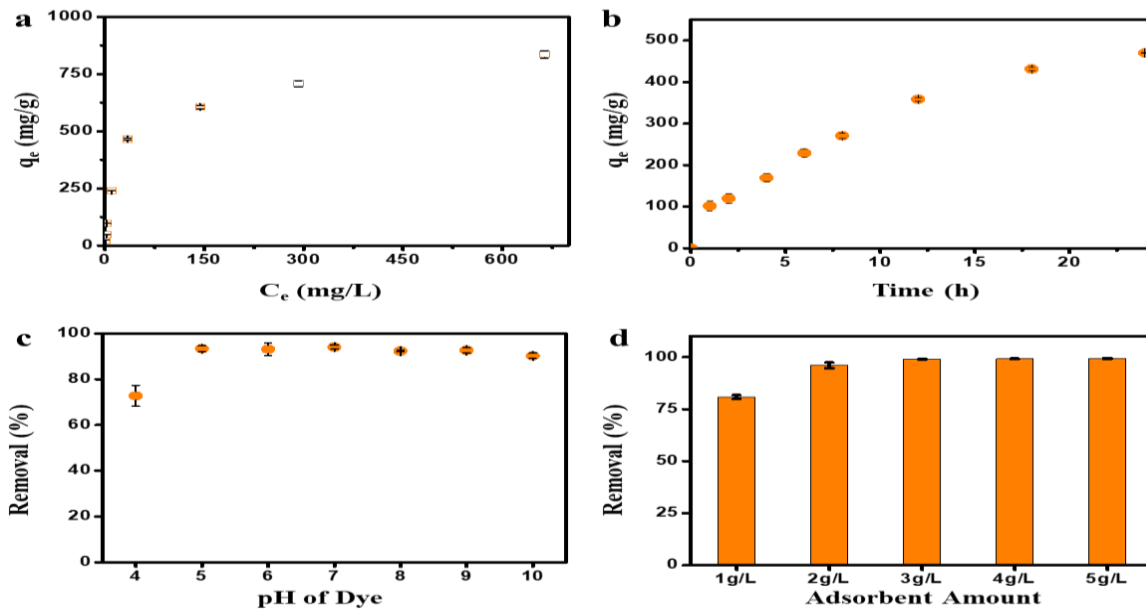 a
1000
750
500
250
0
qe (mg/g)
0 150 300 450 600
Ce (mg/L)
b
500
400
300
200
100
0
qe (mg/g)
0 5 10 15 20
Time (h)
c
100
80
60
40
20
0
Removal (%)
4 5 6 7 8 9 10
pH of Dye
d
100
75
50
25
0
Removal (%)
1g/L 2g/L 3g/L 4g/L 5g/L
Adsorbent Amount